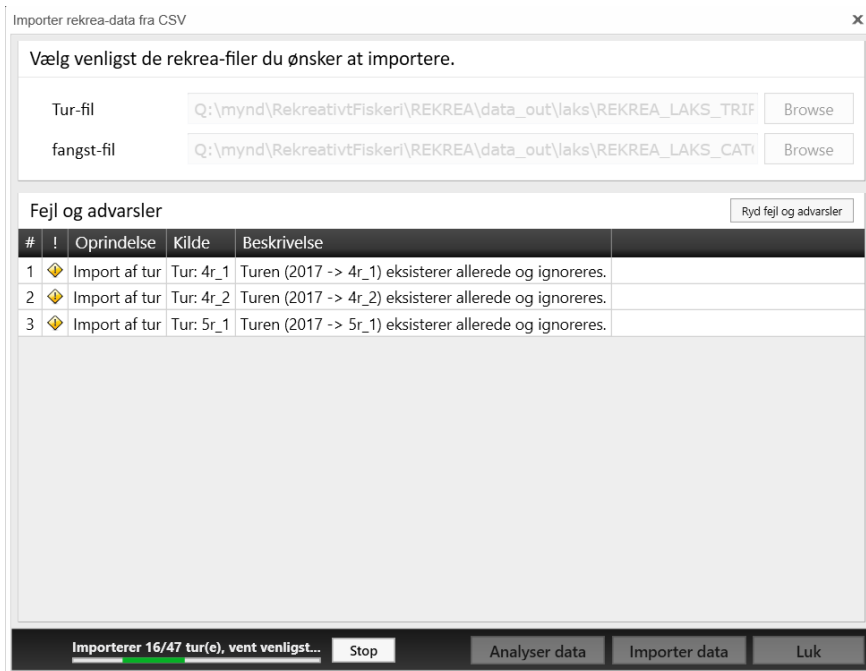 Importer rekrea-data fra CSV x
Vælg venligst de rekrea-filer du ønsker at importere.
Tur-fil Q:\mynd\RekreativtFiskeri\REKREA\data_out\laks\REKREA_LAKS_TRIP Browse
fangst-fil Q:\mynd\RekreativtFiskeri\REKREA\data_out\laks\REKREA_LAKS_CAT Browse
Fejl og advarsler Ryd fejl og advarsler
# ! Oprindelse Kilde Beskrivelse
1 Import af tur Tur: 4r_1 Turen (2017 -> 4r_1) eksisterer allerede og ignoreres.
2 Import af tur Tur: 4r_2 Turen (2017 -> 4r_2) eksisterer allerede og ignoreres.
3 Import af tur Tur: 5r_1 Turen (2017 -> 5r_1) eksisterer allerede og ignoreres.
Importerer 16/47 tur(e), vent venligst... Stop Analyser data Importer data Luk